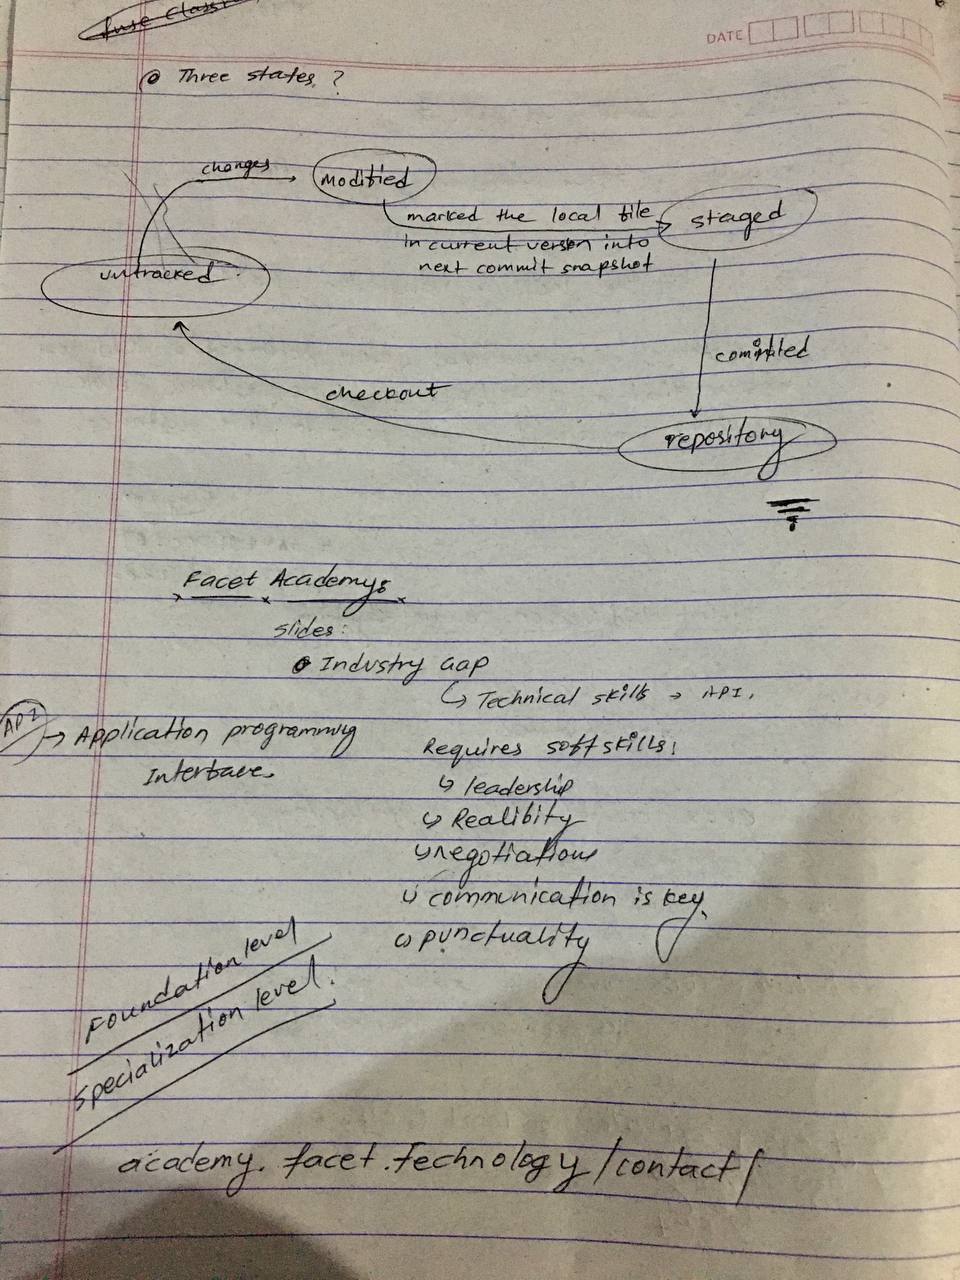 fuse Class
DATE
Three states ?
changes
modified
marked the local file
in current version into
next commit snapshot
staged
untracked
committed
checkout
repository
Facet Academy:
slides:
Industry Gap
Technical skills → API.
API → Application programming
Interface.
Requires soft skills:
leadership
Realibity
negotiation
communication is key.
punctuality
Foundation level
Specialization level.
academy.facet.technology/contact/